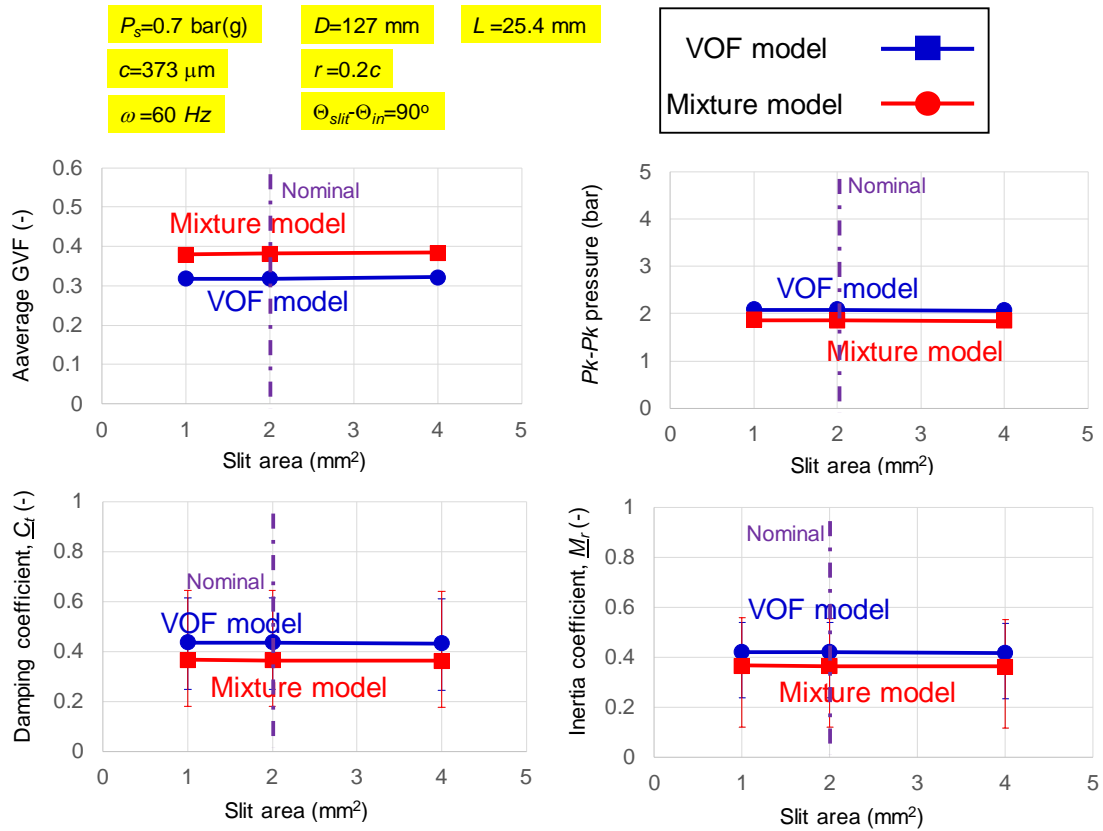 Pₛ=0.7 bar(g)
D=127 mm
L =25.4 mm
c=373 μm
r =0.2c
ω =60 Hz
Θslit-Θin=90º
VOF model
Mixture model
0.6
0.5
0.4
0.3
0.2
0.1
0
Aaverage GVF (-)
Nominal
Mixture model
VOF model
0 1 2 3 4 5
Slit area (mm²)
5
4
3
2
1
0
Pk-Pk pressure (bar)
Nominal
VOF model
Mixture model
0 1 2 3 4 5
Slit area (mm²)
1
0.8
0.6
0.4
0.2
0
Damping coefficient, Cₜ (-)
Nominal
VOF model
Mixture model
0 1 2 3 4 5
Slit area (mm²)
1
0.8
0.6
0.4
0.2
0
Inertia coefficient, Mᵣ (-)
Nominal
VOF model
Mixture model
0 1 2 3 4 5
Slit area (mm²)